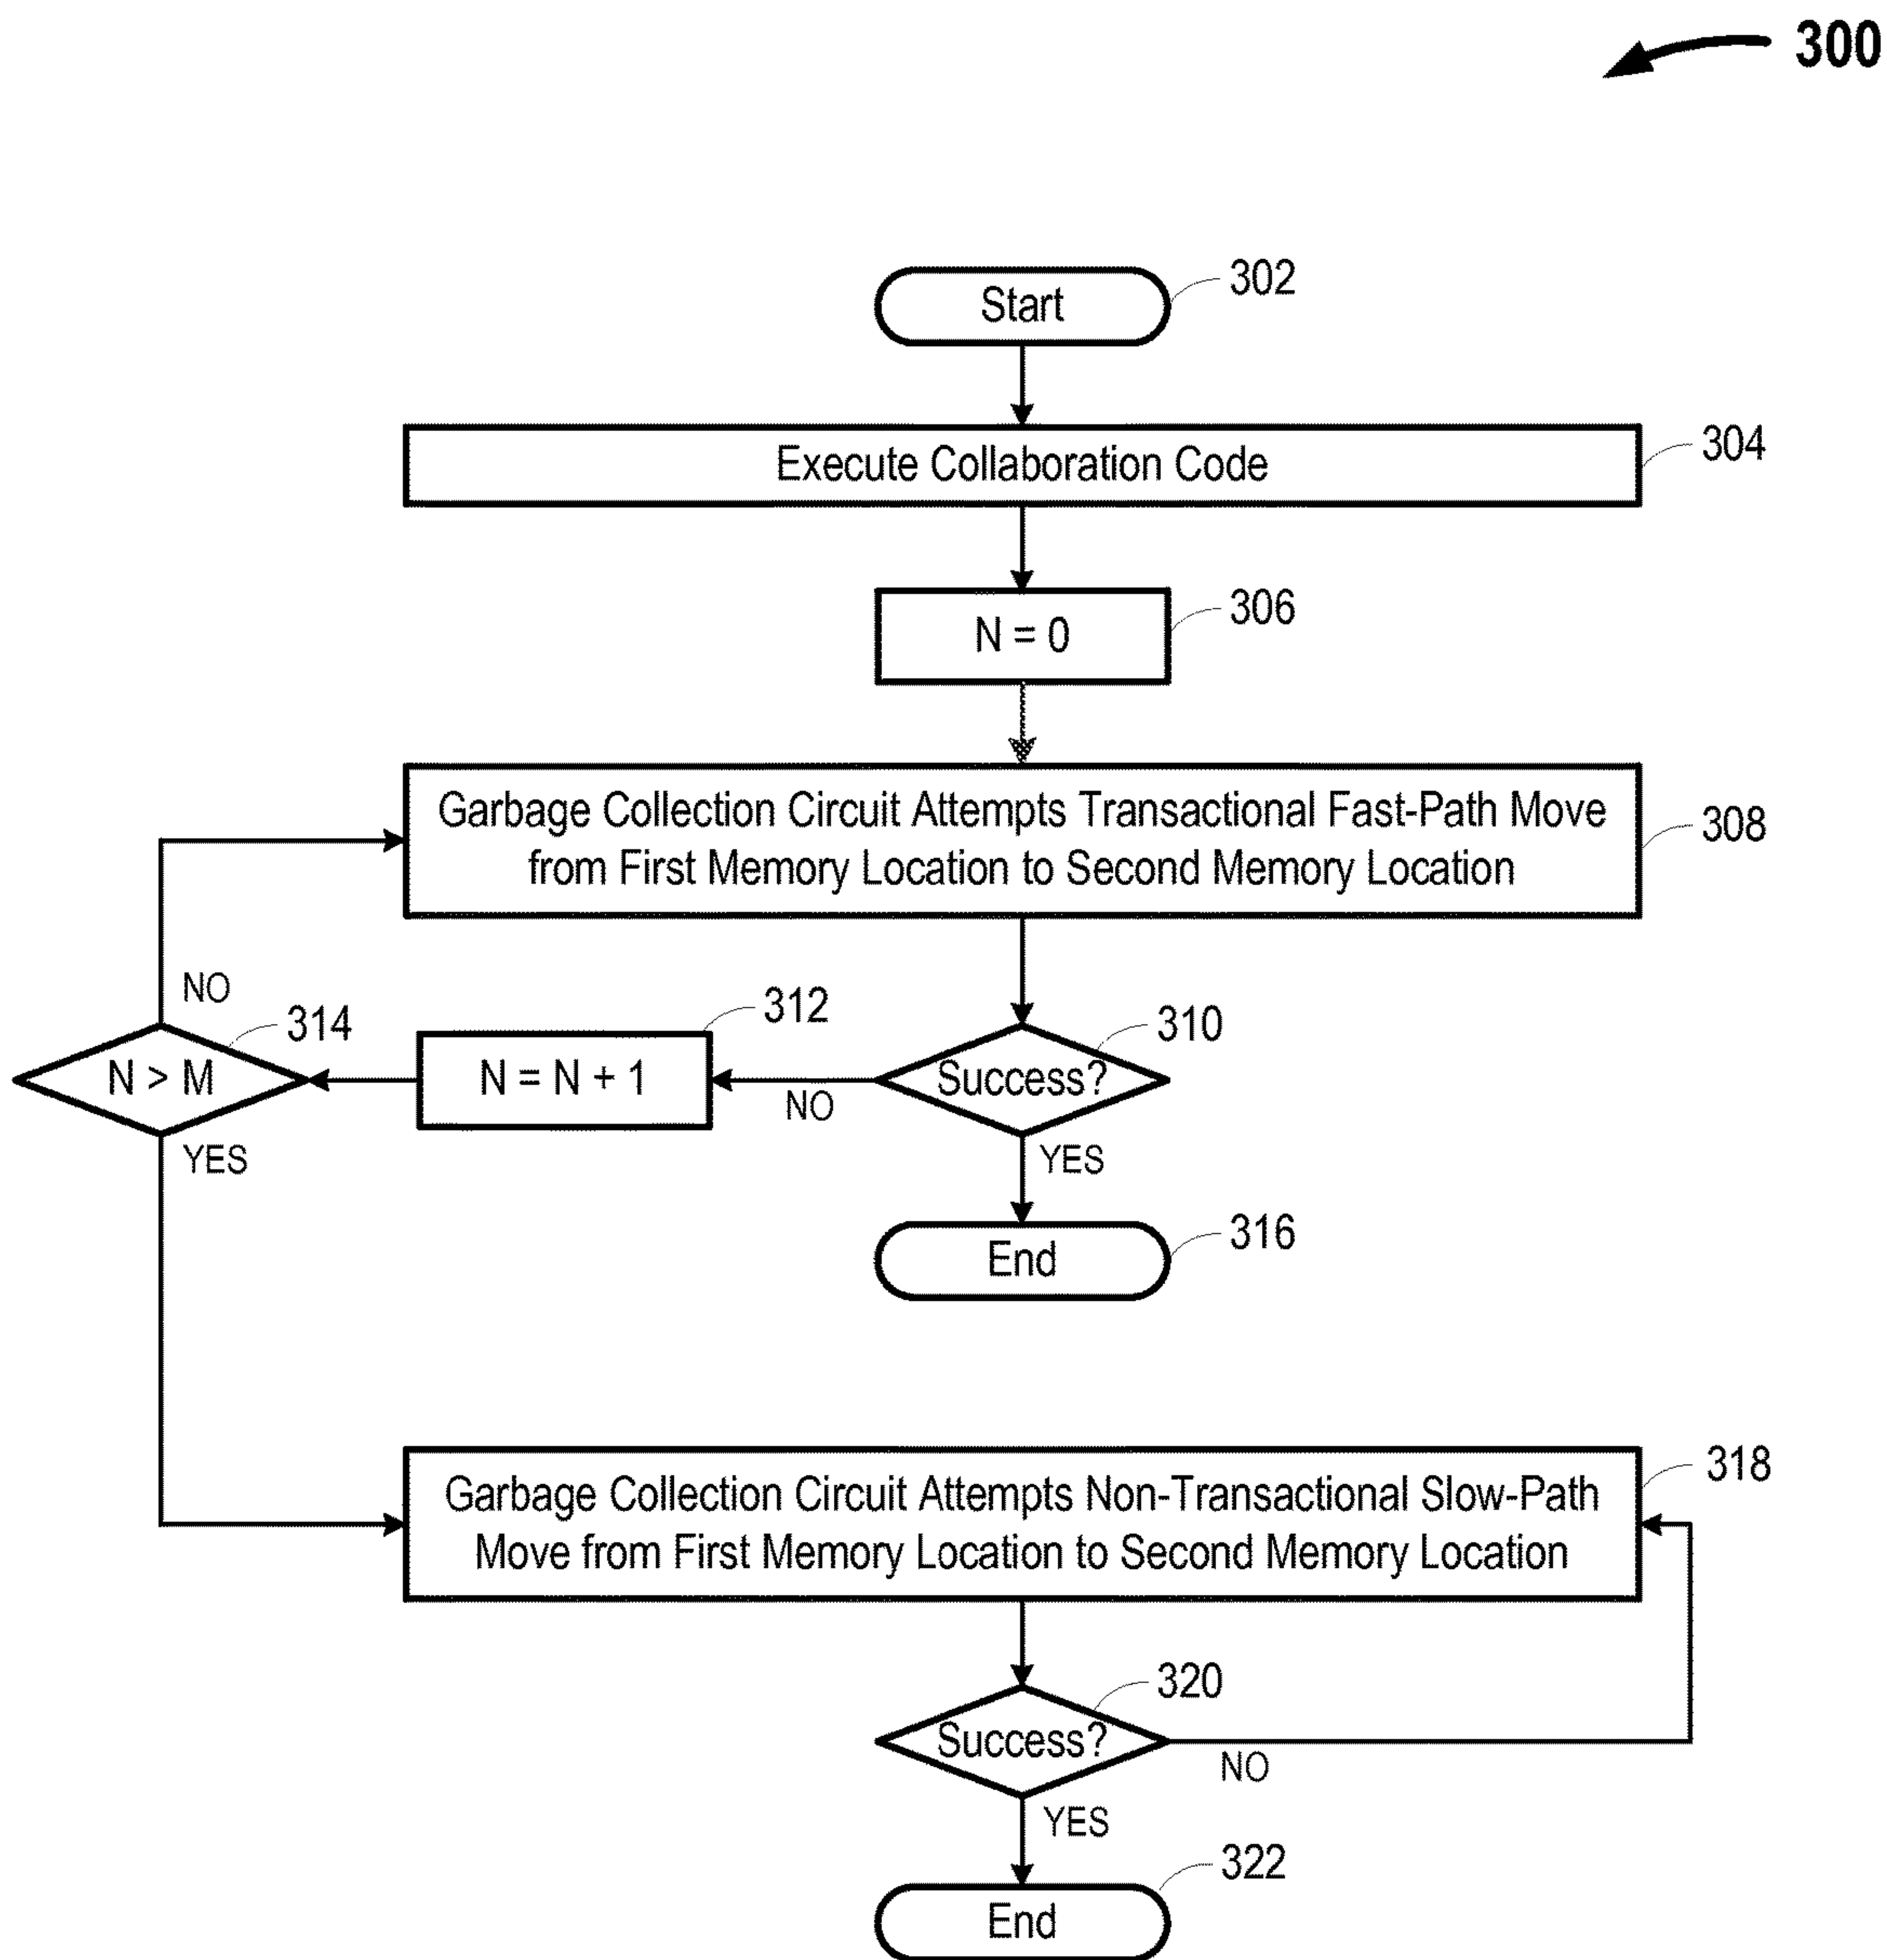 300
Start
302
Execute Collaboration Code
304
N = 0
306
Garbage Collection Circuit Attempts Transactional Fast-Path Move
from First Memory Location to Second Memory Location
308
NO
314
N > M
YES
312
N = N + 1
NO
310
Success?
YES
End
316
Garbage Collection Circuit Attempts Non-Transactional Slow-Path
Move from First Memory Location to Second Memory Location
318
320
Success?
NO
YES
322
End